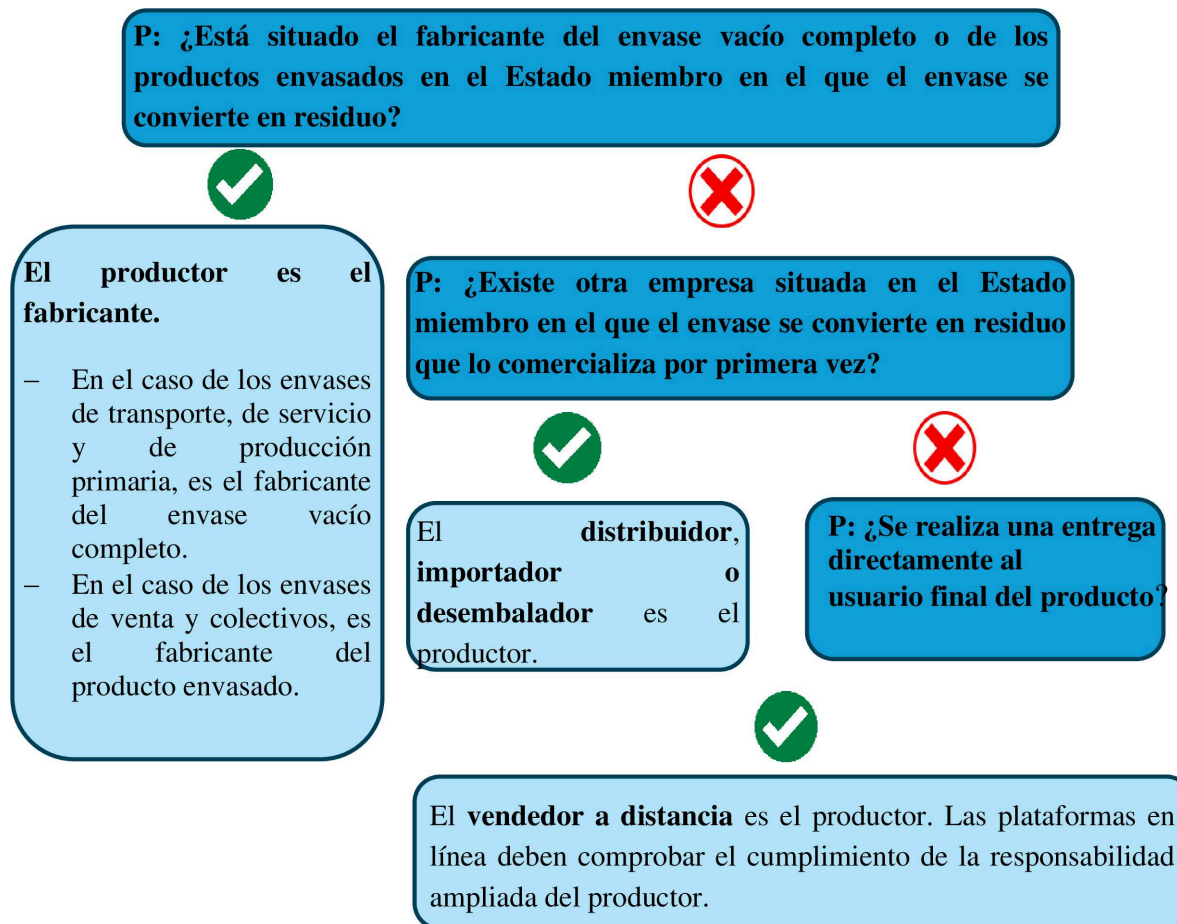 P: ¿Está situado el fabricante del envase vacío completo o de los
productos envasados en el Estado miembro en el que el envase se
convierte en residuo?
El productor es el
fabricante.
– En el caso de los envases
de transporte, de servicio
y de producción
primaria, es el fabricante
del envase vacío
completo.
– En el caso de los envases
de venta y colectivos, es
el fabricante del
producto envasado.
P: ¿Existe otra empresa situada en el Estado
miembro en el que el envase se convierte en residuo
que lo comercializa por primera vez?
El distribuidor,
importador o
desembalador es el
productor.
P: ¿Se realiza una entrega
directamente al
usuario final del producto?
El vendedor a distancia es el productor. Las plataformas en
línea deben comprobar el cumplimiento de la responsabilidad
ampliada del productor.